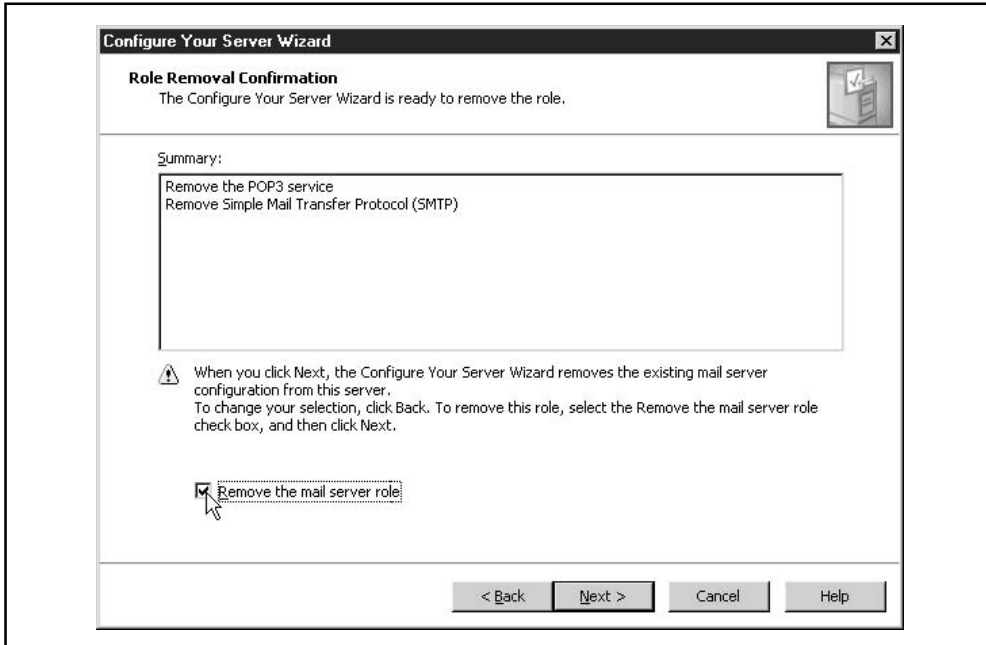 Configure Your Server Wizard
Role Removal Confirmation
The Configure Your Server Wizard is ready to remove the role.
Summary:
Remove the POP3 service
Remove Simple Mail Transfer Protocol (SMTP)
When you click Next, the Configure Your Server Wizard removes the existing mail server
configuration from this server.
To change your selection, click Back. To remove this role, select the Remove the mail server role
check box, and then click Next.
Remove the mail server role
< Back
Next >
Cancel
Help